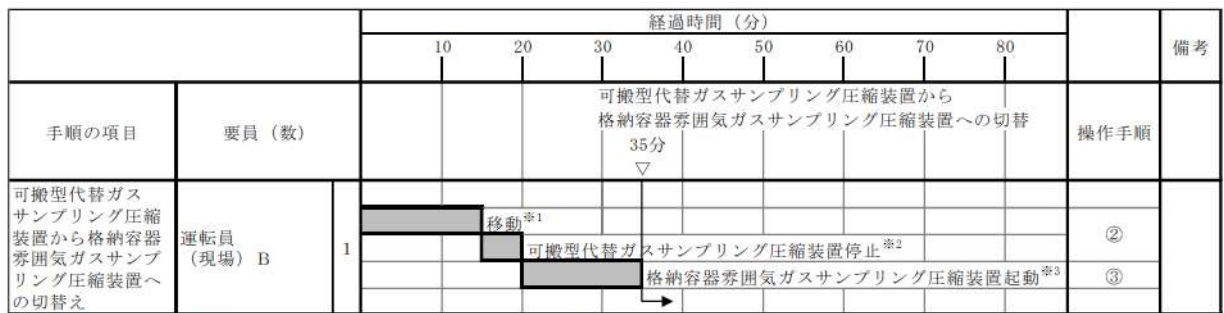 経過時間（分）
10 20 30 40 50 60 70 80
備考
手順の項目
要員（数）
可搬型代替ガスサンプリング圧縮装置から
格納容器雰囲気ガスサンプリング圧縮装置への切替
35分
▽
操作手順
可搬型代替ガス
サンプリング圧縮
装置から格納容器
雰囲気ガスサンプ
リング圧縮装置へ
の切替え
運転員
（現場）B
1
移動※1
可搬型代替ガスサンプリング圧縮装置停止※2
格納容器雰囲気ガスサンプリング圧縮装置起動※3
②
③